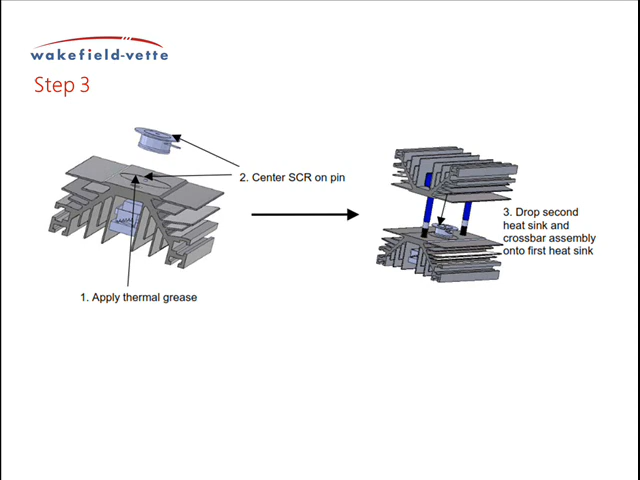 wakefield-vette
Step 3
2. Center SCR on pin
1. Apply thermal grease
3. Drop second
heat sink and
crossbar assembly
onto first heat sink